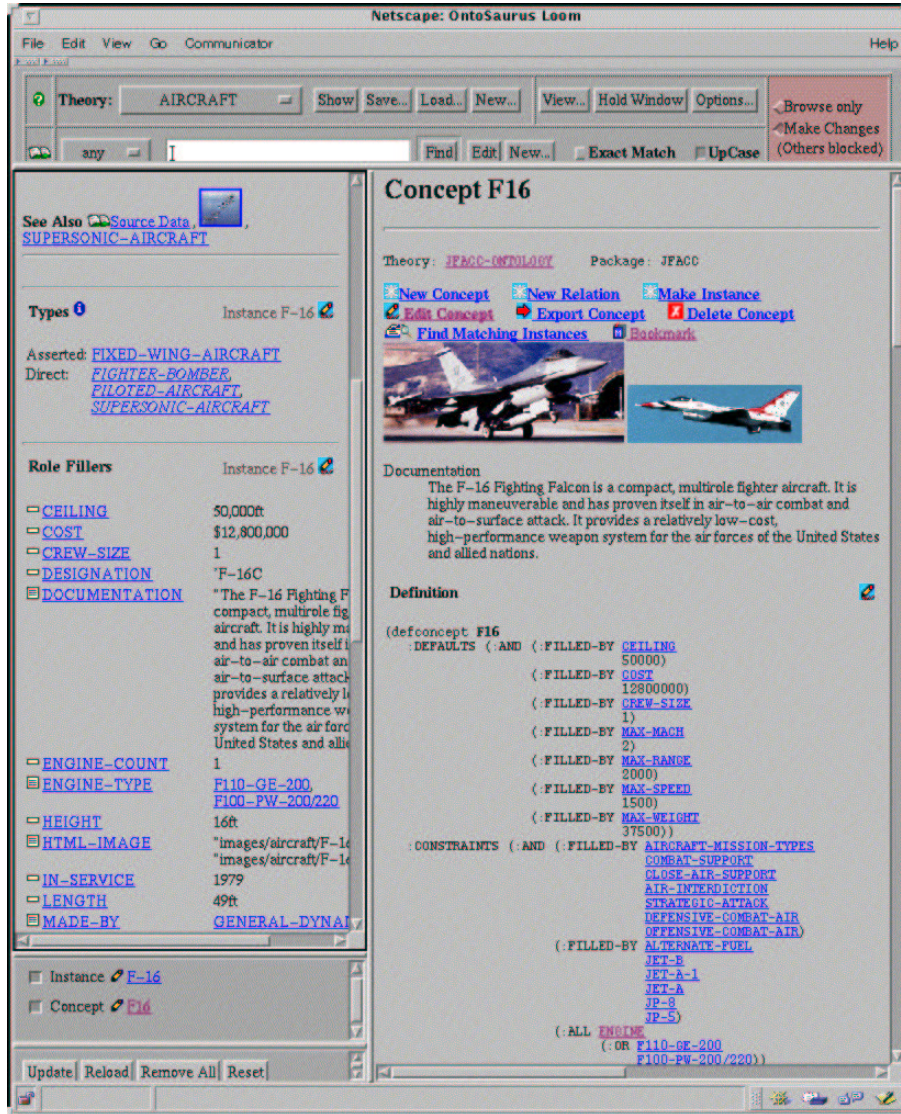 Netscape: OntoSaurus Loom
File Edit View Go Communicator Help
Theory: AIRCRAFT Show Save... Load... New... View... Hold Window Options... Browse only
Make Changes
any Find Edit New... Exact Match UpCase (Others blocked)
See Also Source Data ,
,
SUPERSONIC-AIRCRAFT
Types Instance F-16
Asserted: FIXED-WING-AIRCRAFT
Direct: FIGHTER-BOMBER,
PILOTED-AIRCRAFT,
SUPERSONIC-AIRCRAFT
Role Fillers Instance F-16
CEILING 50,000ft
COST $12,800,000
CREW-SIZE 1
DESIGNATION "F-16C
DOCUMENTATION "The F-16 Fighting F
compact, multirole fig
aircraft. It is highly ma
and has proven itself i
air-to-air combat an
air-to-surface attack
provides a relatively lo
high-performance we
system for the air forc
United States and allie
ENGINE-COUNT 1
ENGINE-TYPE F110-GE-200,
F100-PW-200/220
HEIGHT 16ft
HTML-IMAGE "images/aircraft/F-16
"images/aircraft/F-16
IN-SERVICE 1979
LENGTH 49ft
MADE-BY GENERAL-DYNA
Instance F-16
Concept F16
Update Reload Remove All Reset
Concept F16
Theory: JFACC-ONTOLOGY Package: JFACC
New Concept New Relation Make Instance
Edit Concept Export Concept Delete Concept
Find Matching Instances Bookmark
Documentation
The F-16 Fighting Falcon is a compact, multirole fighter aircraft. It is
highly maneuverable and has proven itself in air-to-air combat and
air-to-surface attack. It provides a relatively low-cost,
high-performance weapon system for the air forces of the United States
and allied nations.
Definition
(defconcept F16
:DEFAULTS (:AND (:FILLED-BY CEILING
50000)
(:FILLED-BY COST
12800000)
(:FILLED-BY CREW-SIZE
1)
(:FILLED-BY MAX-MACH
2)
(:FILLED-BY MAX-RANGE
2000)
(:FILLED-BY MAX-SPEED
1500)
(:FILLED-BY MAX-WEIGHT
37500))
:CONSTRAINTS (:AND (:FILLED-BY AIRCRAFT-MISSION-TYPES
COMBAT-SUPPORT
CLOSE-AIR-SUPPORT
AIR-INTERDICTION
STRATEGIC-ATTACK
DEFENSIVE-COMBAT-AIR
OFFENSIVE-COMBAT-AIR)
(:FILLED-BY ALTERNATE-FUEL
JET-B
JET-A-1
JET-A
JP-8
JP-5)
(:ALL ENGINE
(:OR F110-GE-200
F100-PW-200/220))